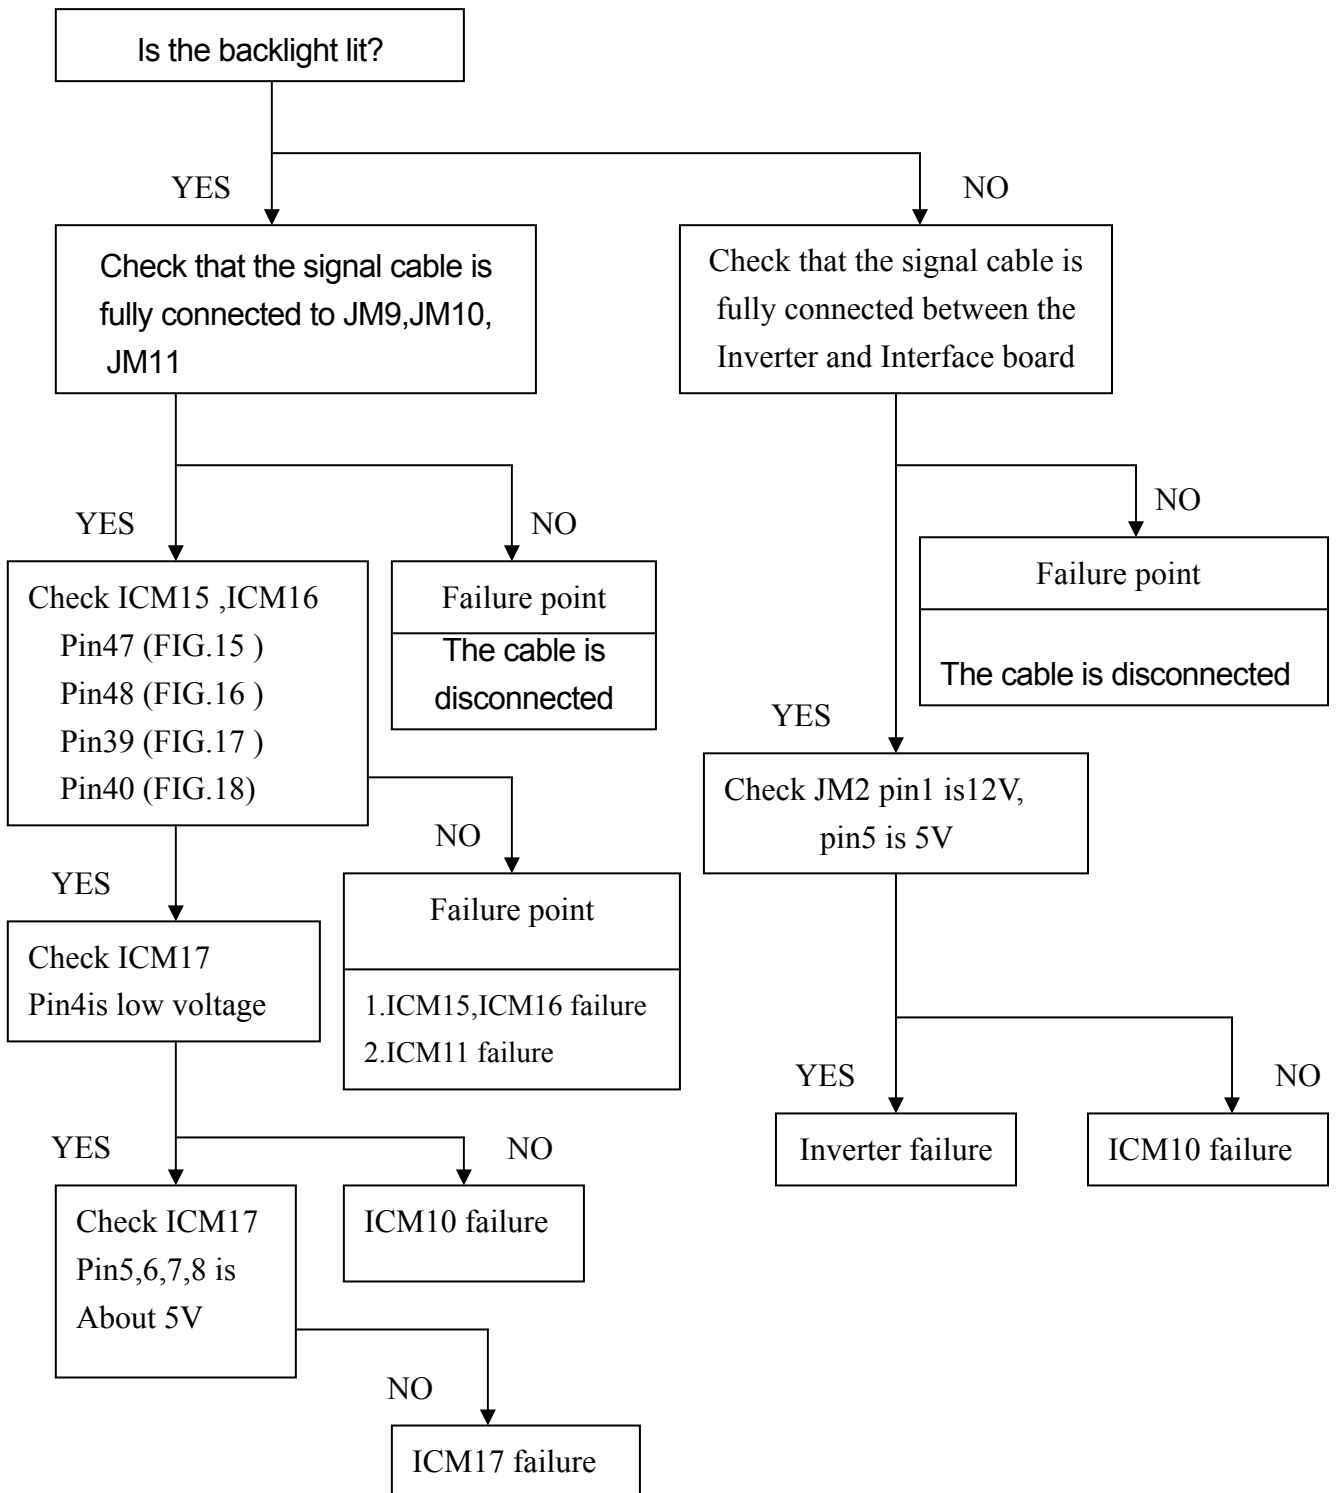 Is the backlight lit?
YES
NO
Check that the signal cable is
fully connected to JM9,JM10,
JM11
Check that the signal cable is
fully connected between the
Inverter and Interface board
YES
NO
NO
Check ICM15 ,ICM16
Pin47 (FIG.15 )
Pin48 (FIG.16 )
Pin39 (FIG.17 )
Pin40 (FIG.18)
Failure point
The cable is
disconnected
Failure point
The cable is disconnected
YES
Check JM2 pin1 is12V,
pin5 is 5V
NO
YES
Failure point
1.ICM15,ICM16 failure
2.ICM11 failure
Check ICM17
Pin4is low voltage
YES
NO
Inverter failure
ICM10 failure
YES
NO
Check ICM17
Pin5,6,7,8 is
About 5V
ICM10 failure
NO
ICM17 failure